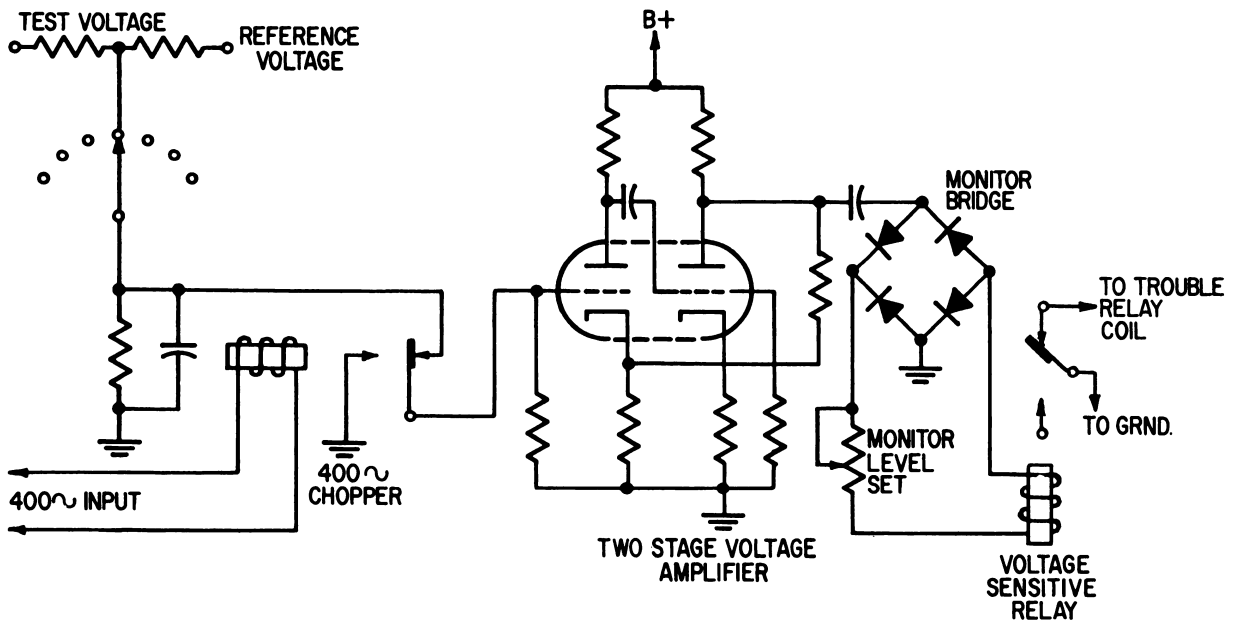 TEST VOLTAGE
REFERENCE
VOLTAGE
B+
MONITOR
BRIDGE
TO TROUBLE
RELAY
COIL
TO GRND.
MONITOR
LEVEL
SET
400∿
CHOPPER
400∿ INPUT
TWO STAGE VOLTAGE
AMPLIFIER
VOLTAGE
SENSITIVE
RELAY